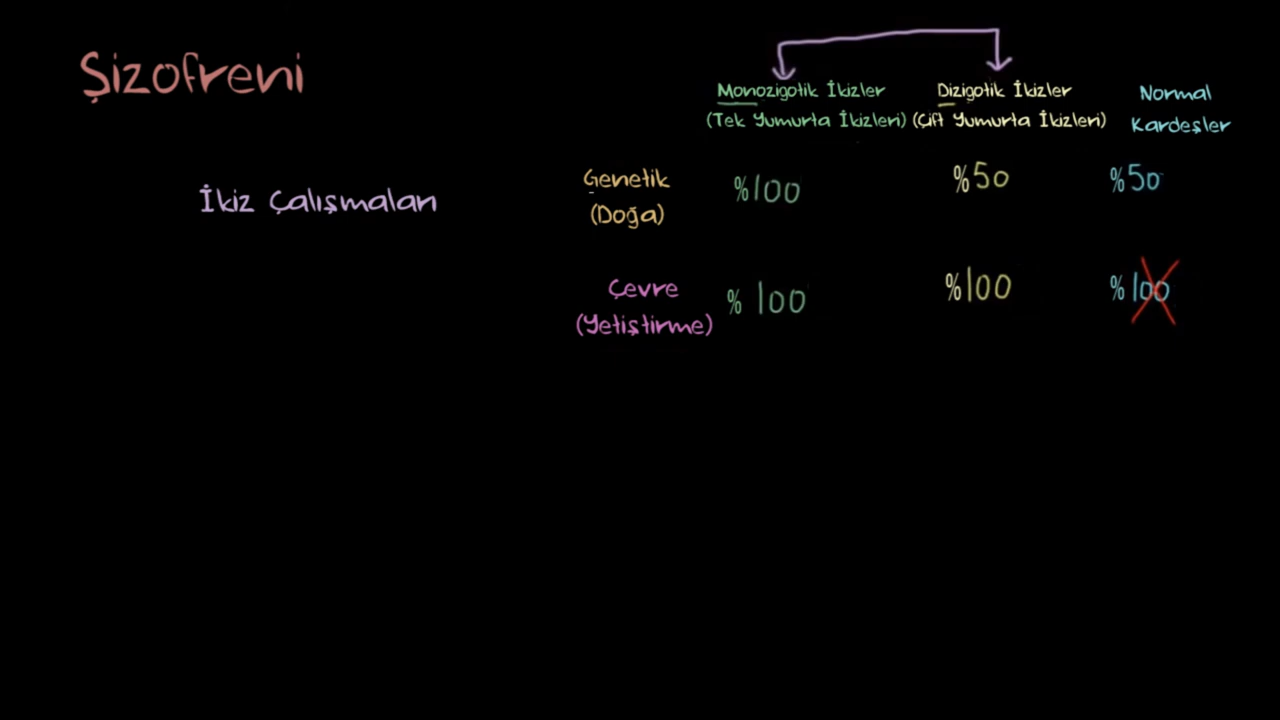 Şizofreni
Monozigotik İkizler
(Tek Yumurta İkizleri)
Dizigotik İkizler
(Çift Yumurta İkizleri)
Normal
Kardeşler
İkiz Çalışmaları
Genetik
(Doğa)
%100
%50
%50
Çevre
(Yetiştirme)
% 100
%100
%100